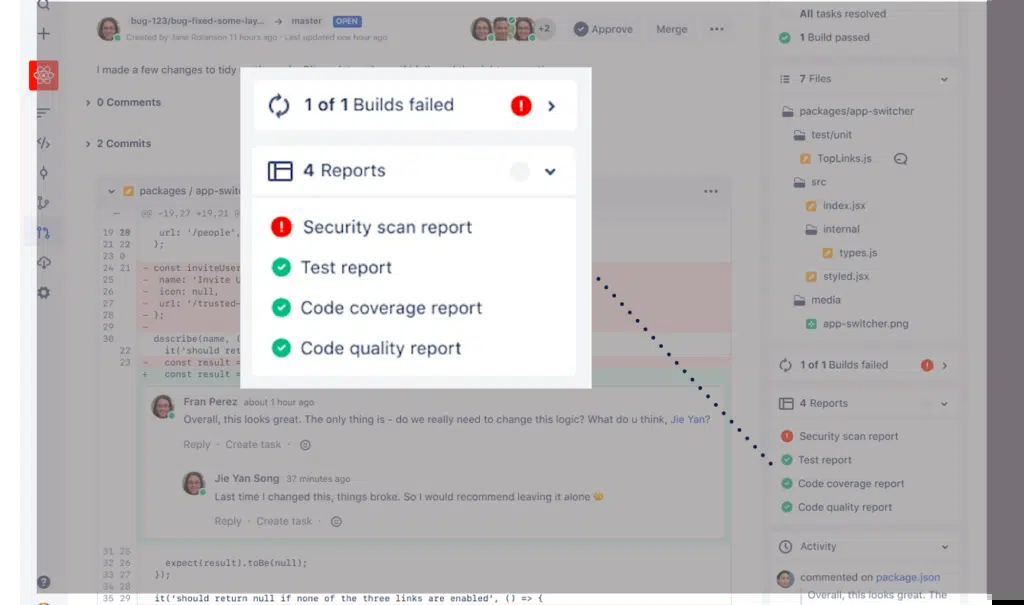 bug-123/bug-fixed-some-lay... → master OPEN
Created by Jane Rotanson 11 hours ago · Last updated one hour ago
+2 Approve Merge
I made a few changes to tidy
0 Comments
2 Commits
packages / app-swit
@@ -19,27 +19,21 @
19 20 url: '/people',
21 22 };
23 0
24 21 - const inviteUser
25 - name: 'Invite U
26 - icon: null,
27 - url: '/trusted-
28 - };
29 -
30 describe(name, (
22 it('should ret
23 - const result =
+ const result =
1 of 1 Builds failed
4 Reports
Security scan report
Test report
Code coverage report
Code quality report
Fran Perez about 1 hour ago
Overall, this looks great. The only thing is - do we really need to change this logic? What do u think, Jie Yan?
Reply · Create task ·
Jie Yan Song 37 minutes ago
Last time I changed this, things broke. So I would recommend leaving it alone
Reply · Create task ·
31 25
32 26 expect(result).toBe(null);
33 27 });
34 28
35 29 it('should return null if none of the three links are enabled', () => {
All tasks resolved
1 Build passed
7 Files
packages/app-switcher
test/unit
TopLinks.js
src
index.jsx
internal
types.js
styled.jsx
media
app-switcher.png
1 of 1 Builds failed
4 Reports
Security scan report
Test report
Code coverage report
Code quality report
Activity
commented on package.json
Overall, this looks great. The